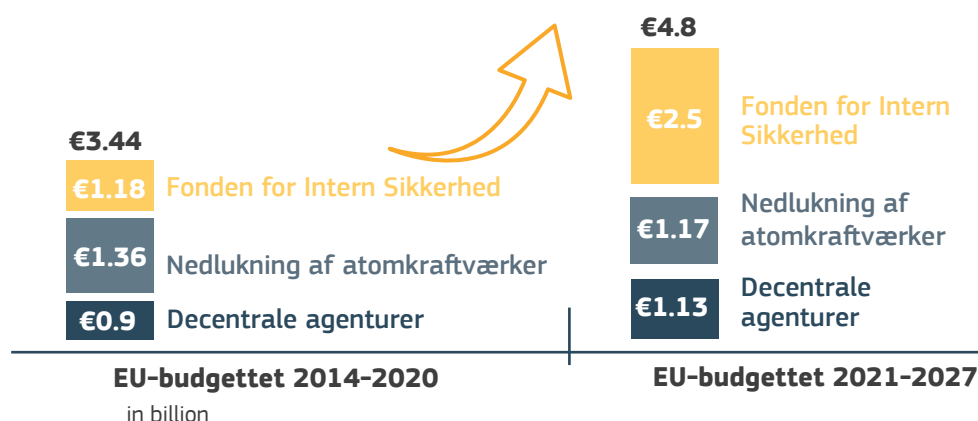 €3.44
€1.18 Fonden for Intern Sikkerhed
€1.36 Nedlukning af atomkraftværker
€0.9 Decentrale agenturer
EU-budgettet 2014-2020
in billion
€4.8
€2.5
Fonden for Intern
Sikkerhed
€1.17
Nedlukning af
atomkraftværker
€1.13
Decentrale
agenturer
EU-budgettet 2021-2027